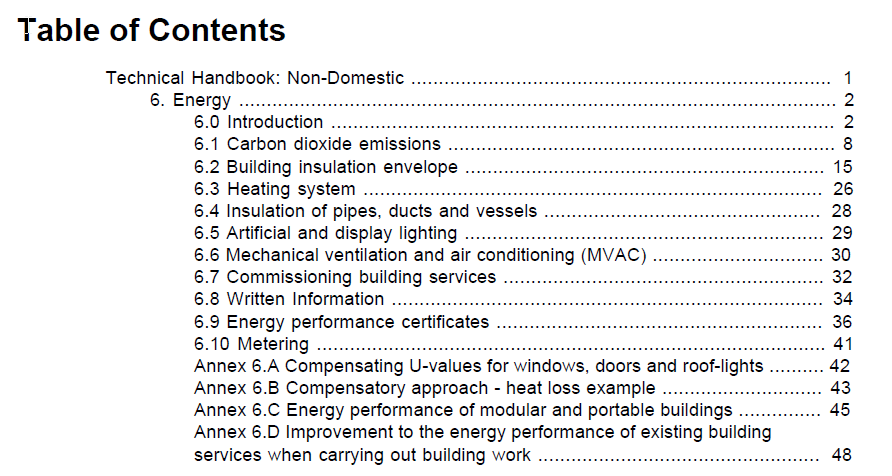 Table of Contents
Technical Handbook: Non-Domestic ........................................................................... 1
6. Energy ............................................................................................................ 2
6.0 Introduction .......................................................................................... 2
6.1 Carbon dioxide emissions ..................................................................... 8
6.2 Building insulation envelope ................................................................ 15
6.3 Heating system .................................................................................. 26
6.4 Insulation of pipes, ducts and vessels .................................................. 28
6.5 Artificial and display lighting ................................................................ 29
6.6 Mechanical ventilation and air conditioning (MVAC) ............................... 30
6.7 Commissioning building services ......................................................... 32
6.8 Written Information ............................................................................. 34
6.9 Energy performance certificates .......................................................... 36
6.10 Metering ........................................................................................... 41
Annex 6.A Compensating U-values for windows, doors and roof-lights .......... 42
Annex 6.B Compensatory approach - heat loss example ............................. 43
Annex 6.C Energy performance of modular and portable buildings ............... 45
Annex 6.D Improvement to the energy performance of existing building
services when carrying out building work ................................................... 48